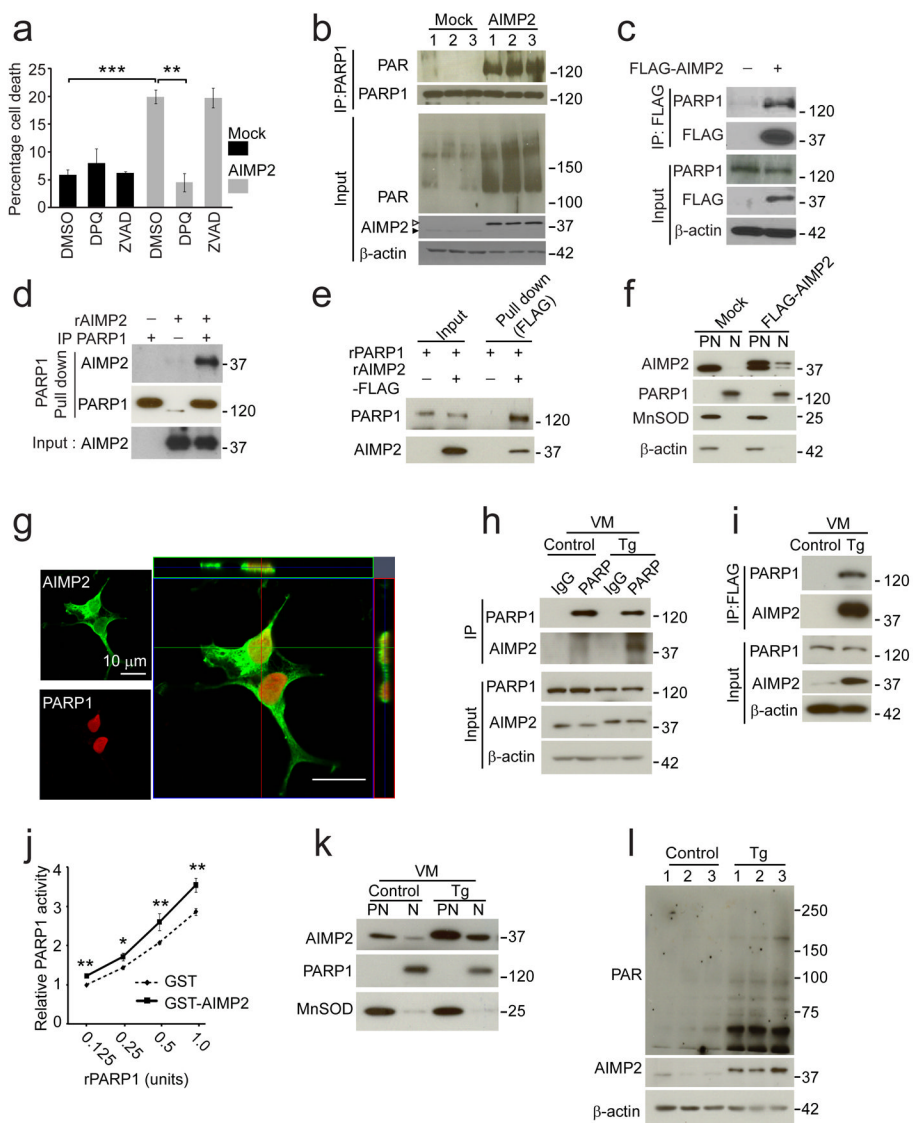 a
Percentage cell death
25
20
15
10
5
0
***
**
Mock
AIMP2
DMSO
DPQ
ZVAD
DMSO
DPQ
ZVAD
b
Mock AIMP2
1 2 3 1 2 3
IP:PARP1
PAR
-120
PARP1
Input
-150
PAR
-100
AIMP2
-37
β-actin
-42
c
FLAG-AIMP2 – +
IP: FLAG
PARP1
-120
FLAG
-37
Input
PARP1
-120
FLAG
-37
β-actin
-42
d
rAIMP2 – + +
IP PARP1 + – +
PARP1
Pull down
AIMP2
-37
PARP1
-120
Input : AIMP2
-37
e
Input
Pull down
(FLAG)
rPARP1 + + + +
rAIMP2
-FLAG – + – +
PARP1
-120
AIMP2
-37
f
Mock
FLAG-AIMP2
PN N PN N
AIMP2
-37
PARP1
-120
MnSOD
-25
β-actin
-42
g
AIMP2
10 μm
PARP1
h
VM
Control Tg
IgG
PARP
IgG
PARP
IP
PARP1
-120
AIMP2
-37
Input
PARP1
-120
AIMP2
-37
β-actin
-42
i
VM
Control Tg
IP:FLAG
PARP1
-120
AIMP2
-37
Input
PARP1
-120
AIMP2
-37
β-actin
-42
j
Relative PARP1 activity
4
3
2
1
0
**
*
**
**
GST
GST-AIMP2
0.125
0.25
0.5
1.0
rPARP1 (units)
k
VM
Control Tg
PN N PN N
AIMP2
-37
PARP1
-120
MnSOD
-25
l
Control Tg
1 2 3 1 2 3
-250
-150
PAR
-100
-75
AIMP2
-37
β-actin
-42